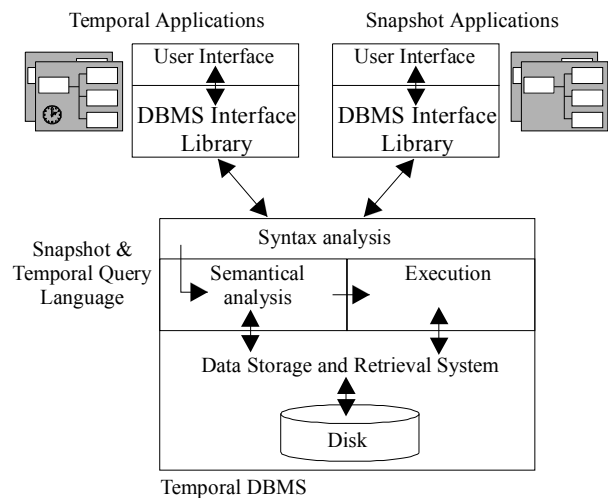 Temporal Applications
Snapshot Applications
User Interface
User Interface
DBMS Interface
Library
DBMS Interface
Library
Snapshot &
Temporal Query
Language
Syntax analysis
Semantical
analysis
Execution
Data Storage and Retrieval System
Disk
Temporal DBMS